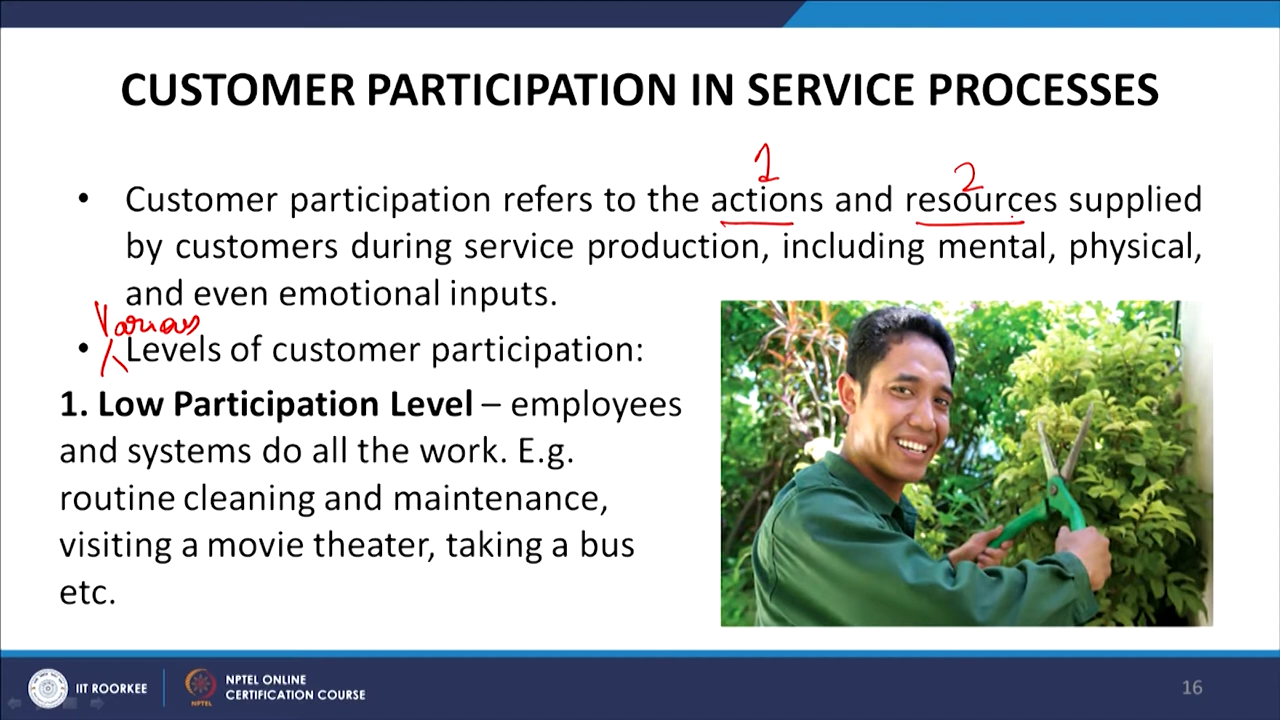 CUSTOMER PARTICIPATION IN SERVICE PROCESSES
1 2
• Customer participation refers to the actions and resources supplied
by customers during service production, including mental, physical,
and even emotional inputs.
Various
• Levels of customer participation:
1. Low Participation Level – employees
and systems do all the work. E.g.
routine cleaning and maintenance,
visiting a movie theater, taking a bus
etc.
IIT ROORKEE
NPTEL
NPTEL ONLINE
CERTIFICATION COURSE
16